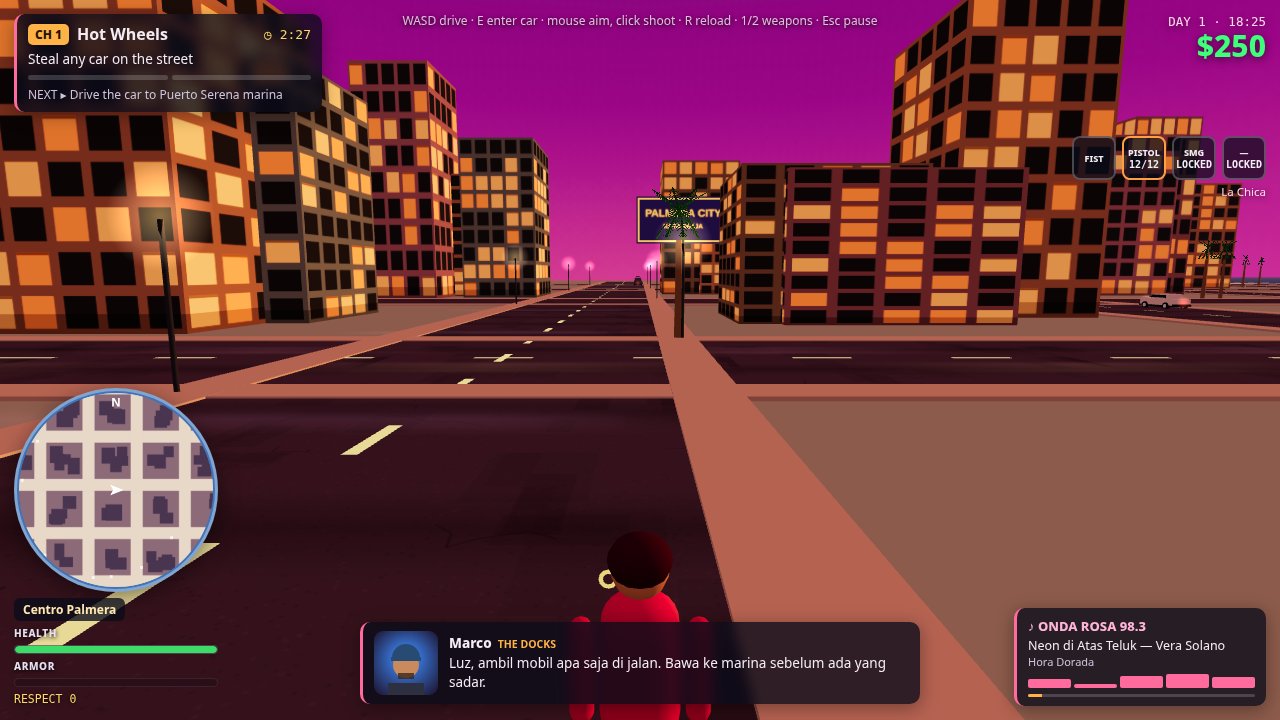 WASD drive · E enter car · mouse aim, click shoot · R reload · 1/2 weapons · Esc pause
CH 1 Hot Wheels ◷ 2:27
Steal any car on the street
NEXT ▸ Drive the car to Puerto Serena marina
DAY 1 · 18:25
$250
FIST
PISTOL
12/12
SMG
LOCKED
—
LOCKED
La Chica
N
Centro Palmera
HEALTH
ARMOR
RESPECT 0
Marco THE DOCKS
Luz, ambil mobil apa saja di jalan. Bawa ke marina sebelum ada yang
sadar.
♪ ONDA ROSA 98.3
Neon di Atas Teluk — Vera Solano
Hora Dorada